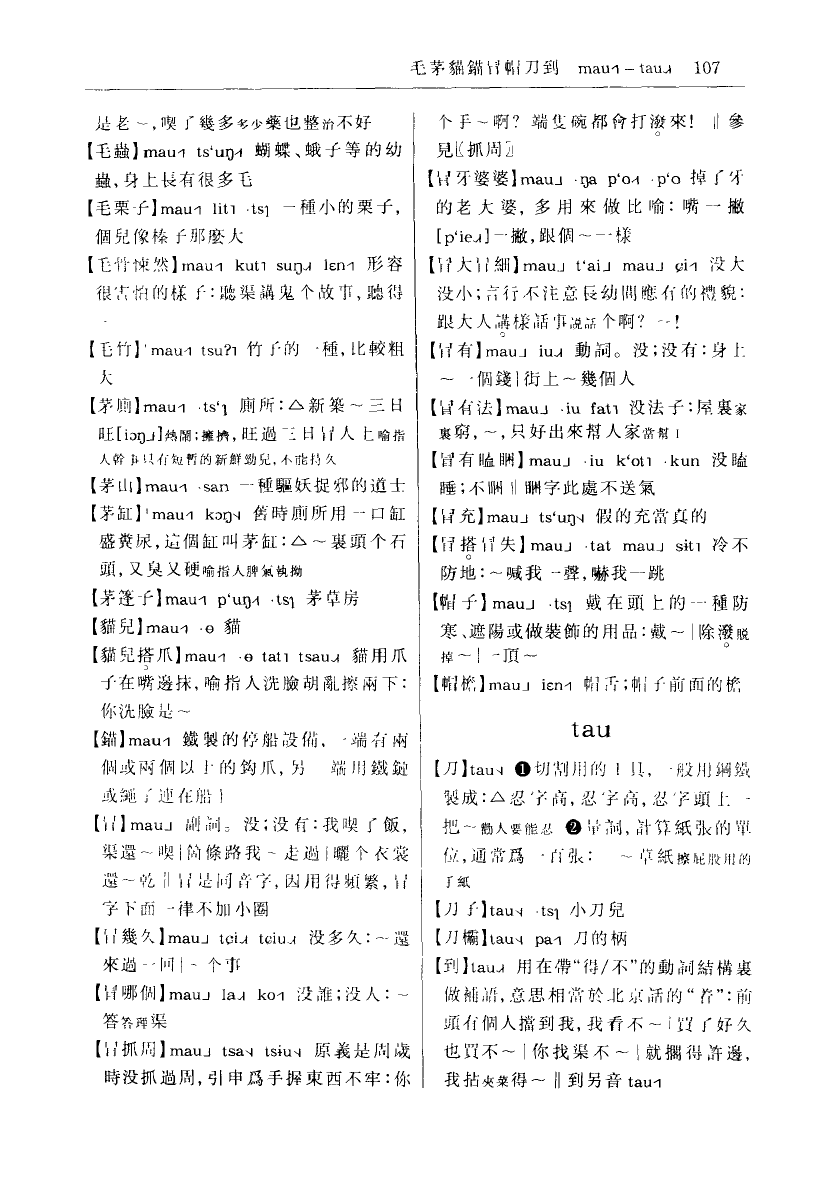 毛茅貓錨冒帽刀到 mau˧˥ – tau˨˩ 107
是老～,喫了幾多多少藥也整治不好
【毛蟲】mau˧˥ ts‘uŋ˧˥ 蝴蝶、蛾子等的幼
蟲,身上長有很多毛
【毛栗子】mau˧˥ lit˥ ·tsɿ 一種小的栗子,
個兒像榛子那麽大
【毛骨悚然】mau˧˥ kut˥ suŋ˨˩ lɛn˧˥ 形容
很害怕的樣子:聽渠講鬼个故事,聽得
～
【毛竹】mau˧˥ tsuʔ˥ 竹子的一種,比較粗
大
【茅廁】mau˧˥ ·ts‘ɿ 廁所:△新築～三日
旺[iɔŋ˨˩]熱鬧;擁擠,旺過三日冒人上喻指
人幹事只有短暫的新鮮勁兒,不能持久
【茅山】mau˧˥ ·san 一種驅妖捉邪的道士
【茅缸】mau˧˥ kɔŋ˦ 舊時廁所用一口缸
盛糞尿,這個缸叫茅缸:△～裏頭个石
頭,又臭又硬喻指人脾氣執拗
【茅篷子】mau˧˥ p‘uŋ˧˥ ·tsɿ 茅草房
【貓兒】mau˧˥ ·ɵ 貓
【貓兒搭爪】mau˧˥ ·ɵ tat˥ tsau˨˩ 貓用爪
子在嘴邊抹,喻指人洗臉胡亂擦兩下:
你洗臉是～
【錨】mau˧˥ 鐵製的停船設備,一端有兩
個或兩個以上的鈎爪,另一端用鐵鏈
或繩子連在船上
【冒】mau˩ 副詞。没;没有:我喫了飯,
渠還～喫|箇條路我～走過|曬个衣裳
還～乾‖冒是同音字,因用得頻繁,冒
字下面一律不加小圈
【冒幾久】mau˩ tɕi˨˩ tɕiu˨˩ 没多久:～還
來過一回|～个事
【冒哪個】mau˩ la˨˩ ko˧˥ 没誰;没人:～
答答理渠
【冒抓周】mau˩ tsa˦ tsiu˦ 原義是周歲
時没抓過周,引申爲手握東西不牢:你
个手～啊?端隻碗都會打潑來!‖參
見〖抓周〗
【冒牙婆婆】mau˩ ·ŋa p‘o˧˥ ·p‘o 掉了牙
的老大婆,多用來做比喻:嘴一撇
[p‘ie˨˩]一撇,跟個～一樣
【冒大冒細】mau˩ t‘ai˩ mau˩ ɕi˧˥ 没大
没小;言行不注意長幼間應有的禮貌:
跟大人講樣話事説話个啊?～!
【冒有】mau˩ iu˨˩ 動詞。没;没有:身上
～一個錢|街上～幾個人
【冒有法】mau˩ ·iu fat˥ 没法子:屋裏家
裏窮,～,只好出來幫人家當幫工
【冒有瞌睏】mau˩ ·iu k‘ot˥ ·kun 没瞌
睡;不睏‖睏字此處不送氣
【冒充】mau˩ ts‘uŋ˦ 假的充當真的
【冒搭冒失】mau˩ ·tat mau˩ sit˥ 冷不
防地:～喊我一聲,嚇我一跳
【帽子】mau˩ ·tsɿ 戴在頭上的一種防
寒、遮陽或做裝飾的用品:戴～|除潑脱
掉～|一頂～
【帽檐】mau˩ iɛn˧˥ 帽舌;帽子前面的檐
tau
【刀】tau˦ ❶切割用的工具,一般用鋼鐵
製成:△忍字高,忍字高,忍字頭上一
把～勸人要能忍 ❷量詞,計算紙張的單
位,通常爲一百張:一～草紙擦屁股用的
手紙
【刀子】tau˦ ·tsɿ 小刀兒
【刀欛】tau˦ pa˧˥ 刀的柄
【到】tau˨˩ 用在帶“得/不”的動詞結構裏
做補語,意思相當於北京話的“着”:前
頭有個人擋到我,我看不～|買了好久
也買不～|你找渠不～|就擱得許邊,
我拈夾菜得～‖到另音 tau˧˥